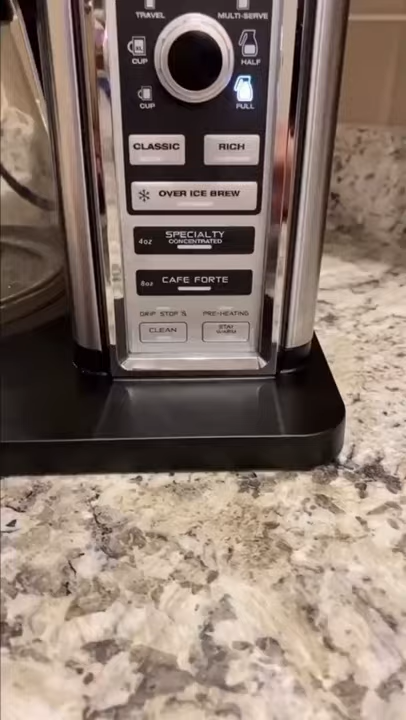 TRAVEL MULTI-SERVE
XL
CUP HALF
CUP FULL
CLASSIC RICH
OVER ICE BREW
4oz SPECIALTY
CONCENTRATED
8oz CAFE FORTE
DRIP STOP & PRE-HEATING
CLEAN STAY
WARM